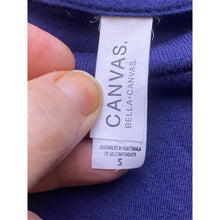 CANVAS.
BELLA+CANVAS.
ASSEMBLED IN GUATEMALA
OF US COMPONENTS
S